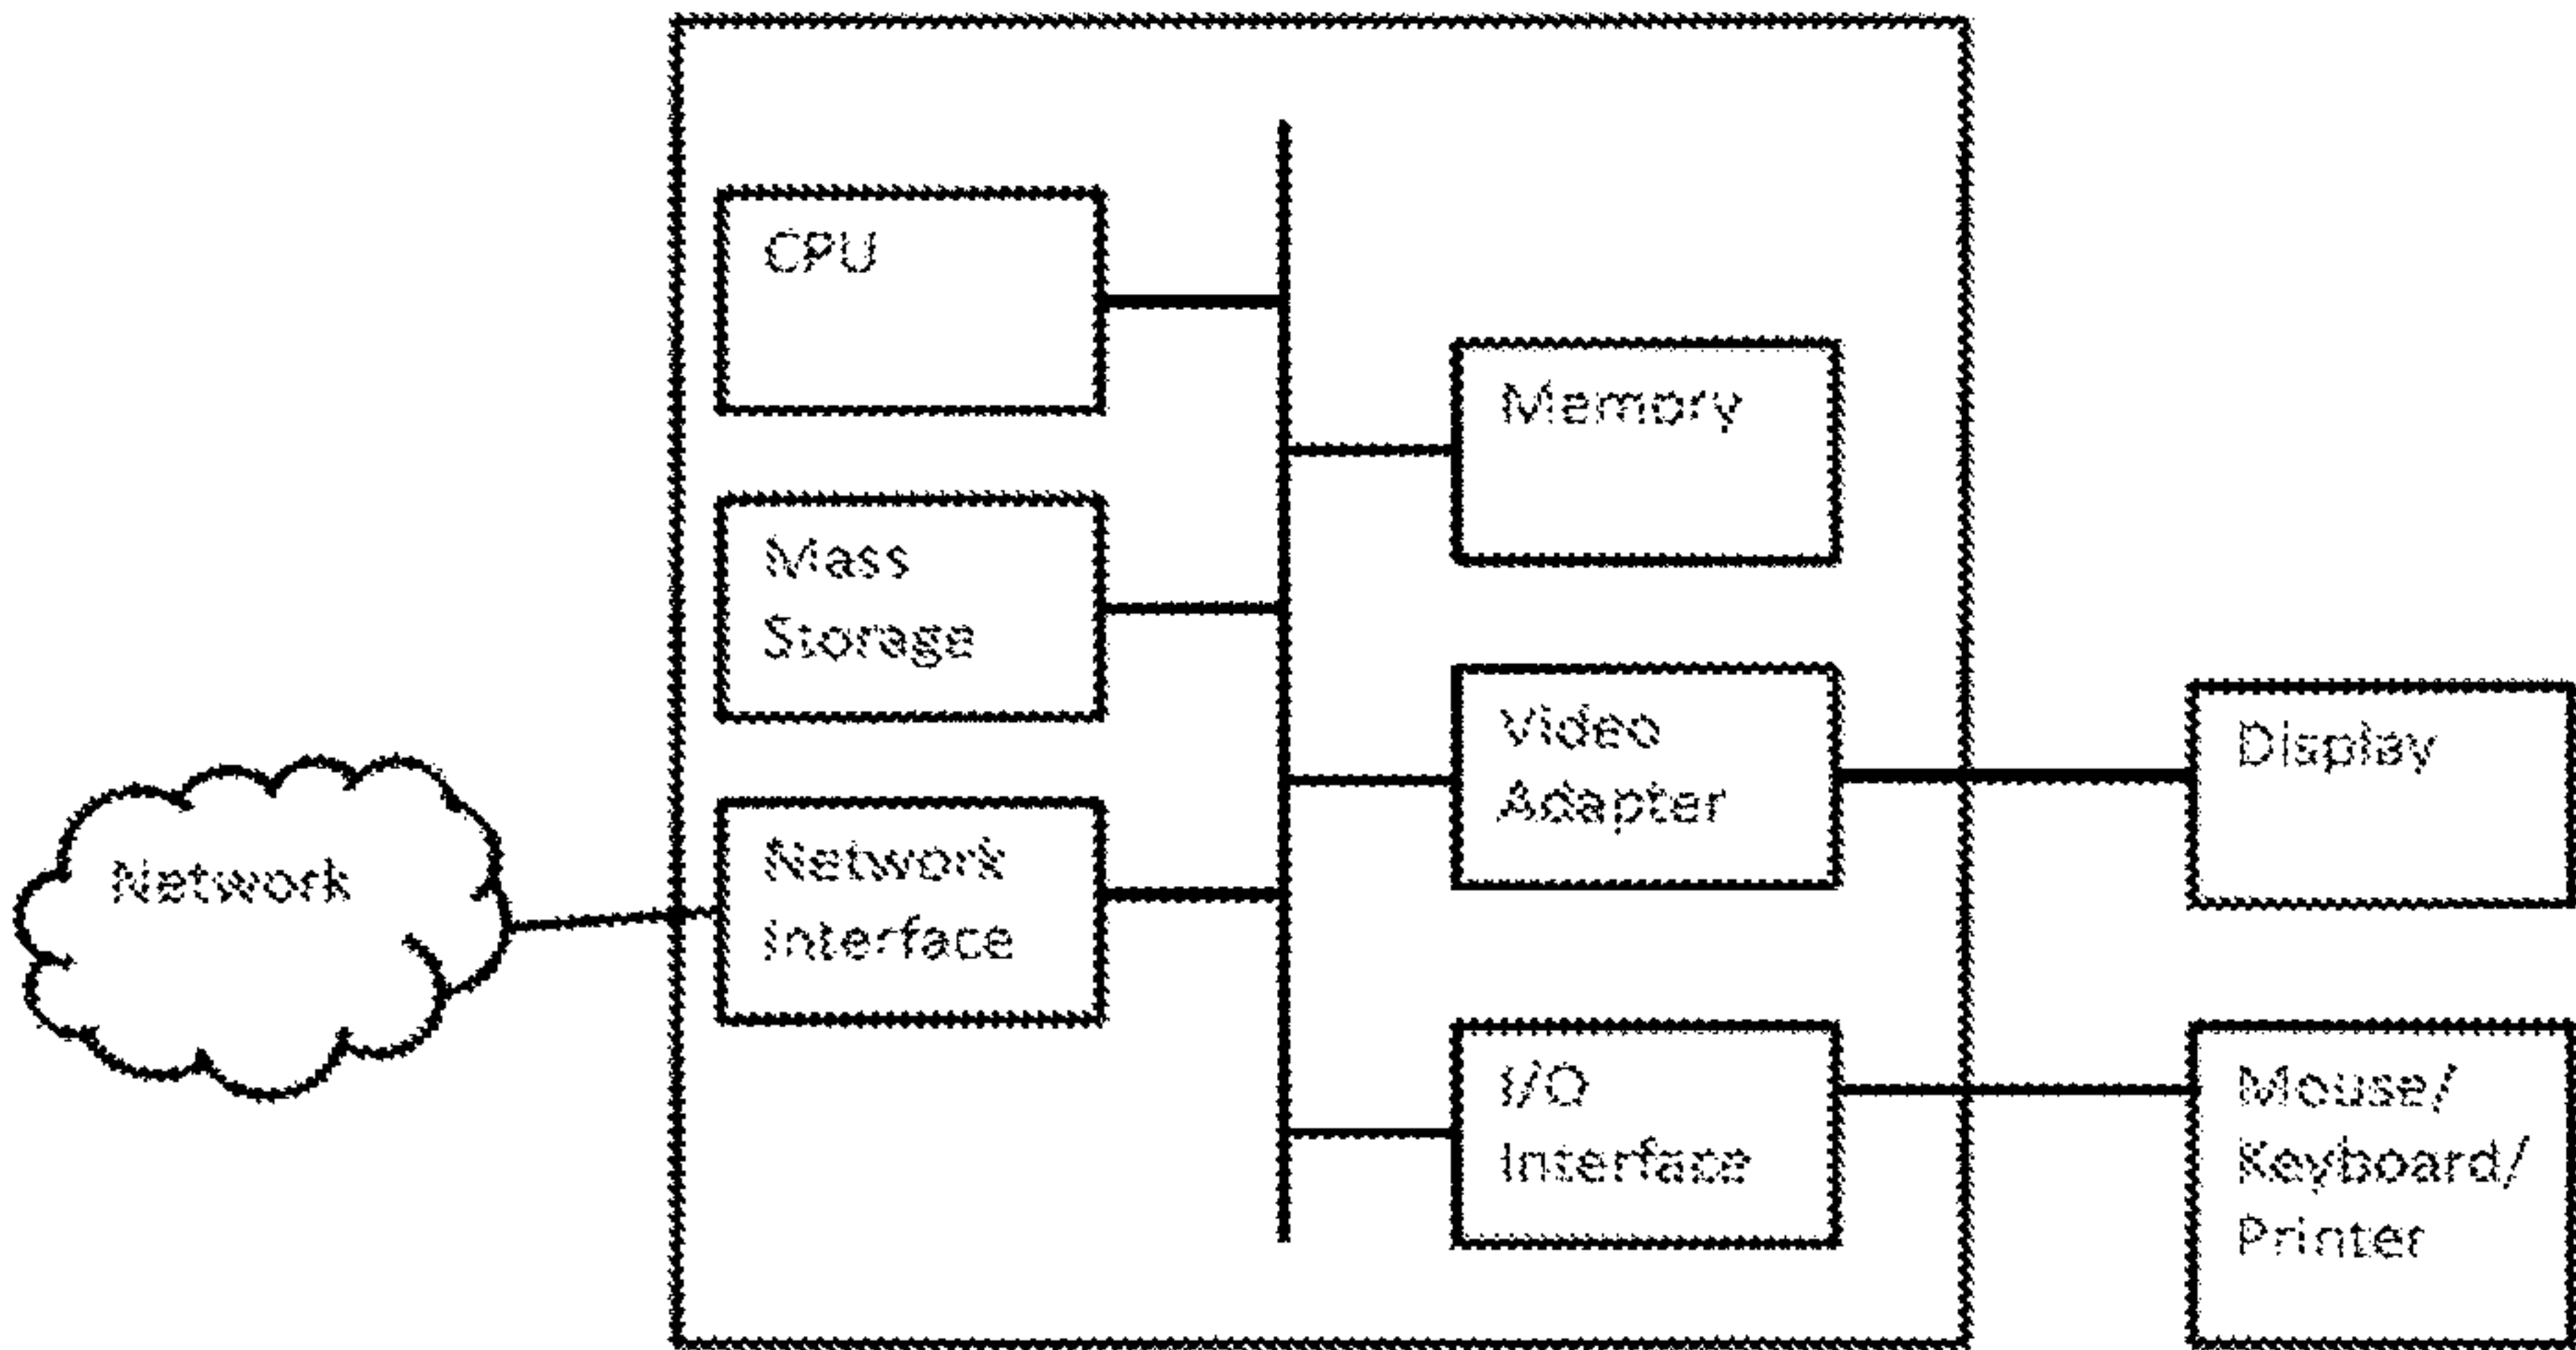 CPU
Memory
Mass
Storage
Video
Adapter
Display
Network
Network
Interface
I/O
Interface
Mouse/
Keyboard/
Printer